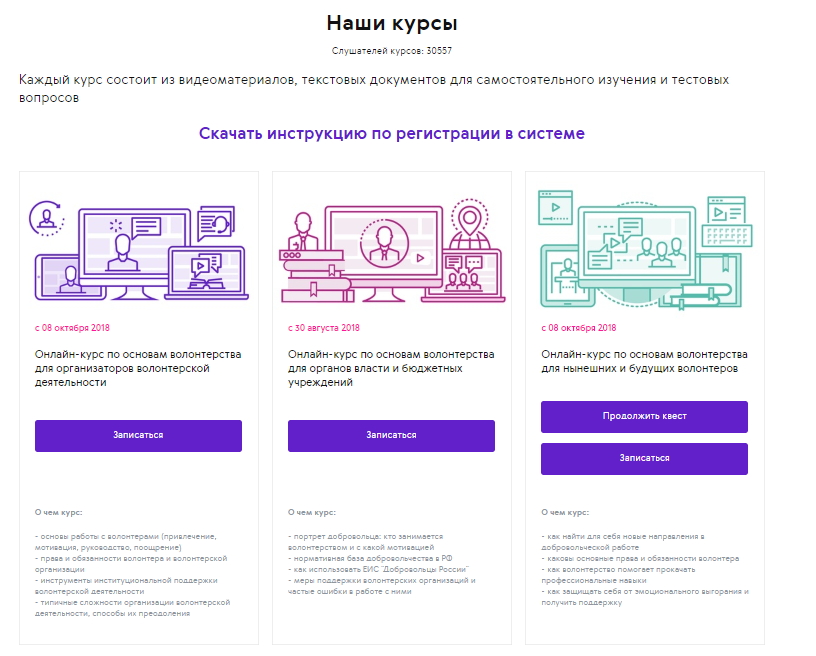 Наши курсы
Слушателей курсов: 30557
Каждый курс состоит из видеоматериалов, текстовых документов для самостоятельного изучения и тестовых
вопросов
Скачать инструкцию по регистрации в системе
с 08 октября 2018
Онлайн-курс по основам волонтерства
для организаторов волонтерской
деятельности
Записаться
О чем курс:
- основы работы с волонтерами (привлечение,
мотивация, руководство, поощрение)
- права и обязанности волонтера и волонтерской
организации
- инструменты институциональной поддержки
волонтерской деятельности
- типичные сложности организации волонтерской
деятельности, способы их преодоления
с 30 августа 2018
Онлайн-курс по основам волонтерства
для органов власти и бюджетных
учреждений
Записаться
О чем курс:
- портрет добровольца: кто занимается
волонтерством и с какой мотивацией
- нормативная база добровольчества в РФ
- как использовать ЕИС "Добровольцы России"
- меры поддержки волонтерских организаций и
частые ошибки в работе с ними
с 08 октября 2018
Онлайн-курс по основам волонтерства
для нынешних и будущих волонтеров
Продолжить квест
Записаться
О чем курс:
- как найти для себя новые направления в
добровольческой работе
- каковы основные права и обязанности волонтера
- как волонтерство помогает прокачать
профессиональные навыки
- как защищать себя от эмоционального выгорания и
получить поддержку